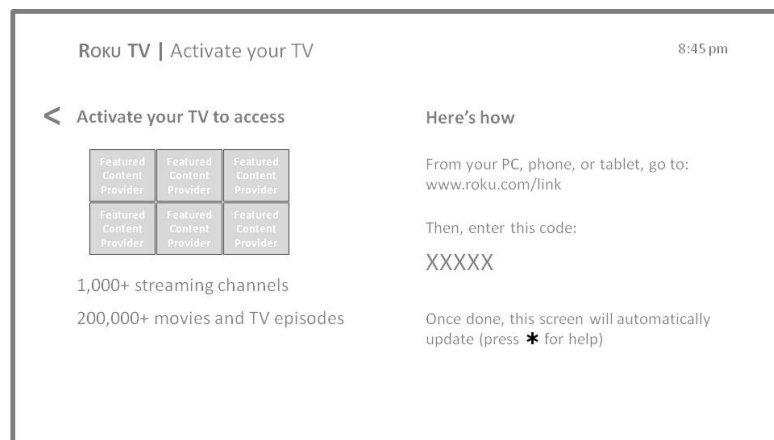 ROKU TV | Activate your TV
8:45 pm
< Activate your TV to access
Featured Content Provider
Featured Content Provider
Featured Content Provider
Featured Content Provider
Featured Content Provider
Featured Content Provider
1,000+ streaming channels
200,000+ movies and TV episodes
Here's how
From your PC, phone, or tablet, go to:
www.roku.com/link
Then, enter this code:
XXXXX
Once done, this screen will automatically
update (press * for help)